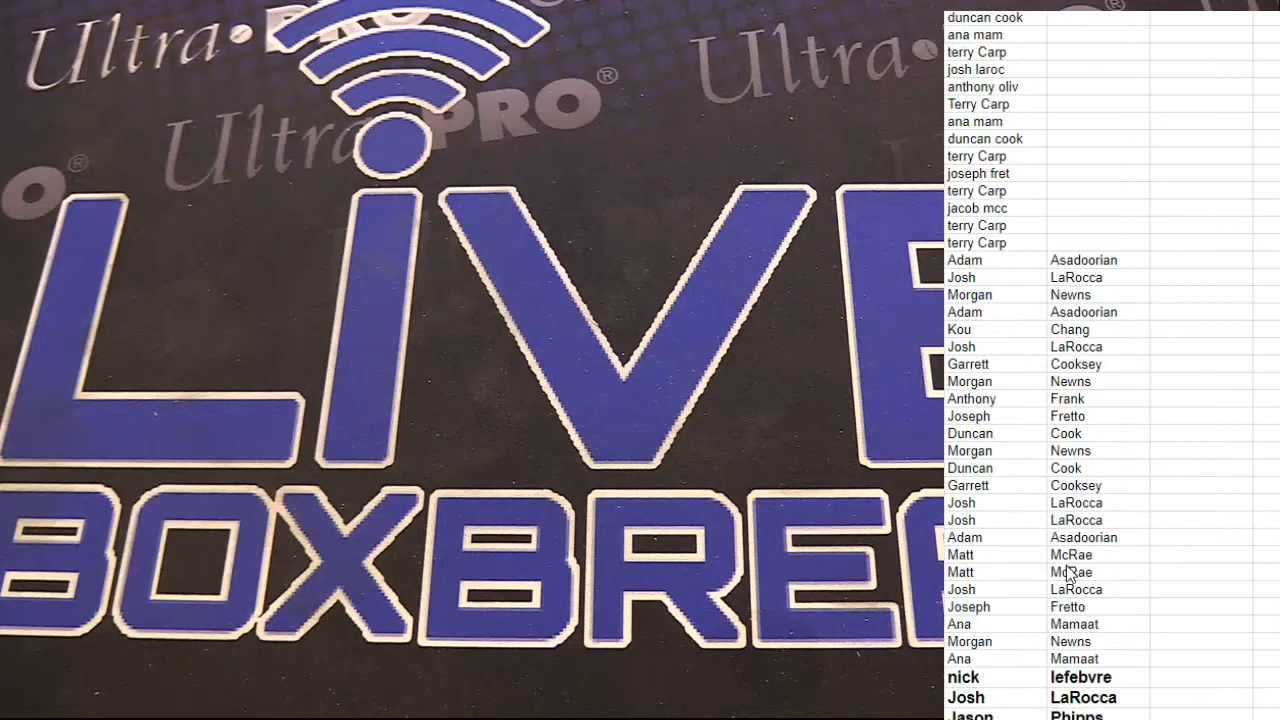 Ultra•PRO
Ultra•
Ultra PRO®
O®
LiVE
BOXBREA
duncan cook
ana mam
terry Carp
josh laroc
anthony oliv
Terry Carp
ana mam
duncan cook
terry Carp
joseph fret
terry Carp
jacob mcc
terry Carp
terry Carp
Adam Asadoorian
Josh LaRocca
Morgan Newns
Adam Asadoorian
Kou Chang
Josh LaRocca
Garrett Cooksey
Morgan Newns
Anthony Frank
Joseph Fretto
Duncan Cook
Morgan Newns
Duncan Cook
Garrett Cooksey
Josh LaRocca
Josh LaRocca
Adam Asadoorian
Matt McRae
Matt McRae
Josh LaRocca
Joseph Fretto
Ana Mamaat
Morgan Newns
Ana Mamaat
nick lefebvre
Josh LaRocca
Jason Phipps